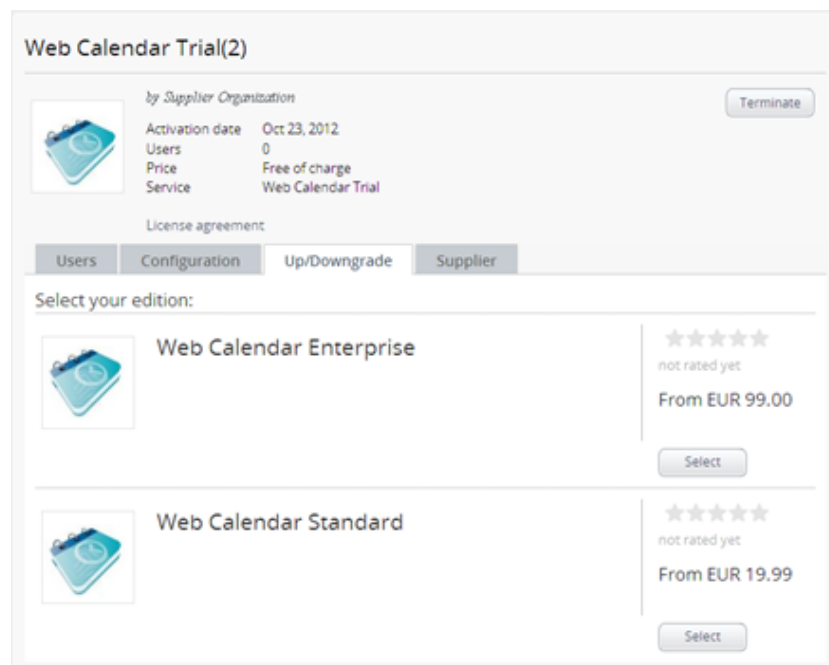 Web Calendar Trial(2)
by Supplier Organization
Terminate
Activation date Oct 23, 2012
Users 0
Price Free of charge
Service Web Calendar Trial
License agreement
Users Configuration Up/Downgrade Supplier
Select your edition:
Web Calendar Enterprise
not rated yet
From EUR 99.00
Select
Web Calendar Standard
not rated yet
From EUR 19.99
Select